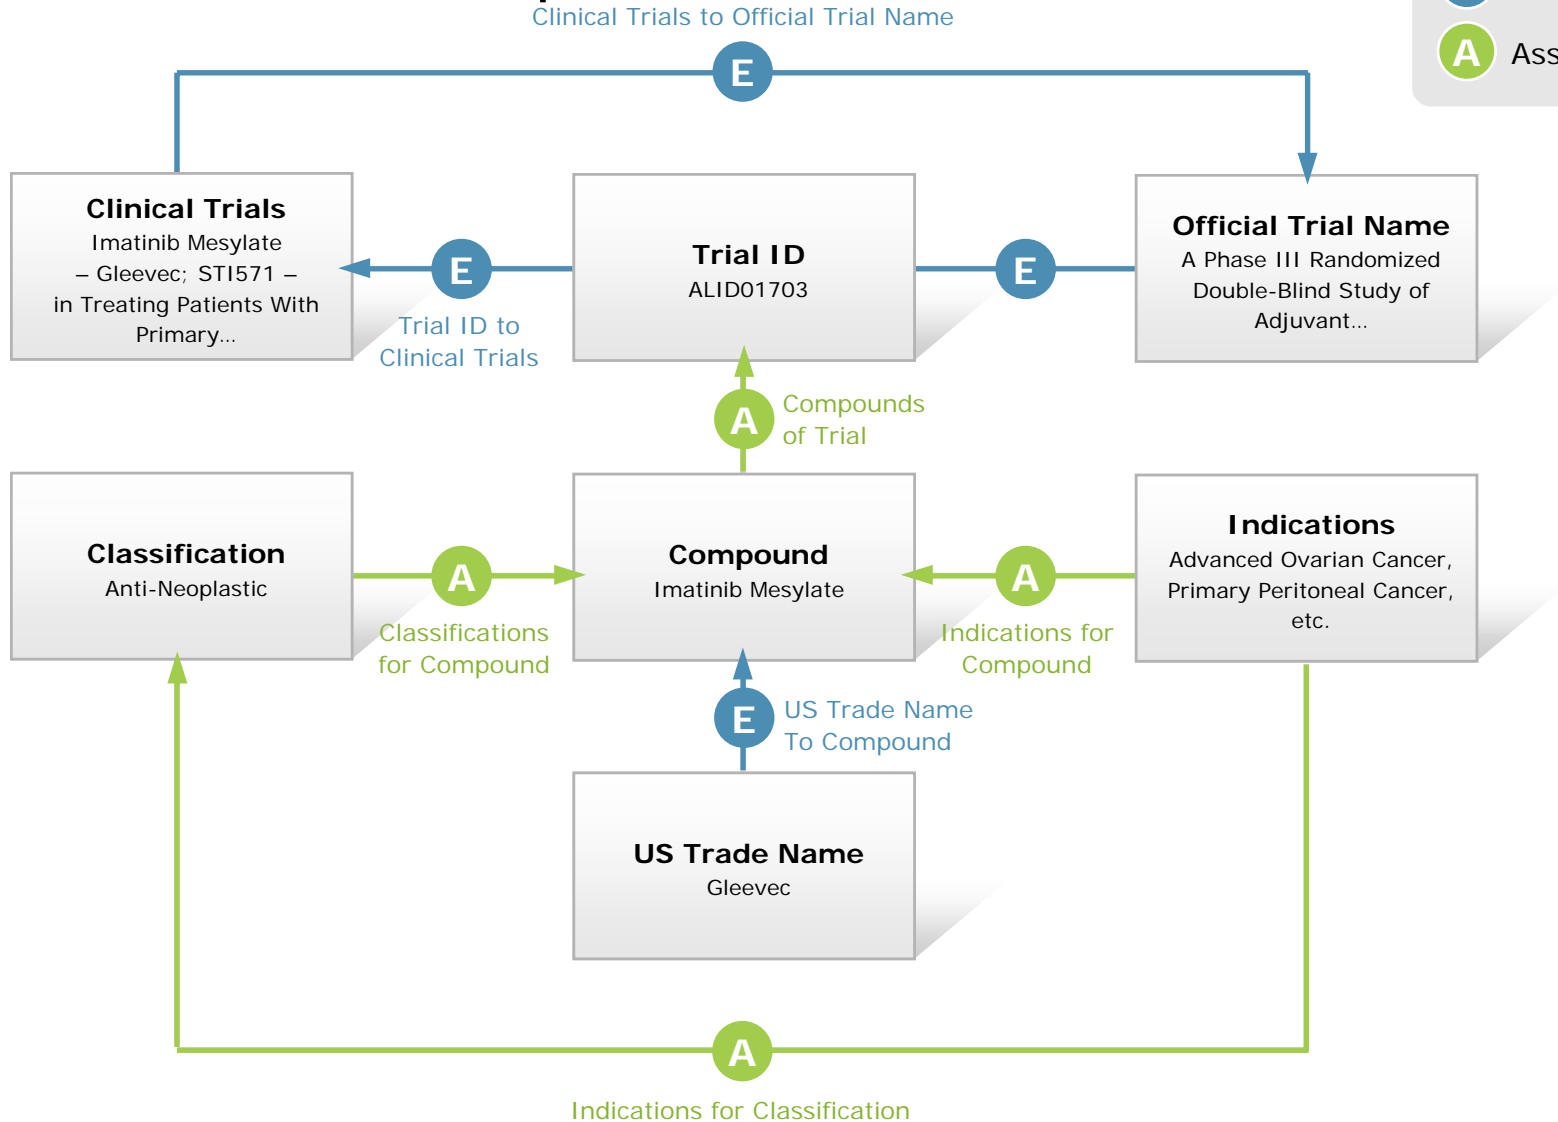 Clinical Trials to Official Trial Name
E
A
Clinical Trials
Imatinib Mesylate
– Gleevec; STI571 –
in Treating Patients With
Primary...
E
Trial ID to
Clinical Trials
Trial ID
ALID01703
E
Official Trial Name
A Phase III Randomized
Double-Blind Study of
Adjuvant...
A
Compounds
of Trial
Classification
Anti-Neoplastic
A
Classifications
for Compound
Compound
Imatinib Mesylate
A
Indications for
Compound
Indications
Advanced Ovarian Cancer,
Primary Peritoneal Cancer,
etc.
E
US Trade Name
To Compound
US Trade Name
Gleevec
A
Indications for Classification